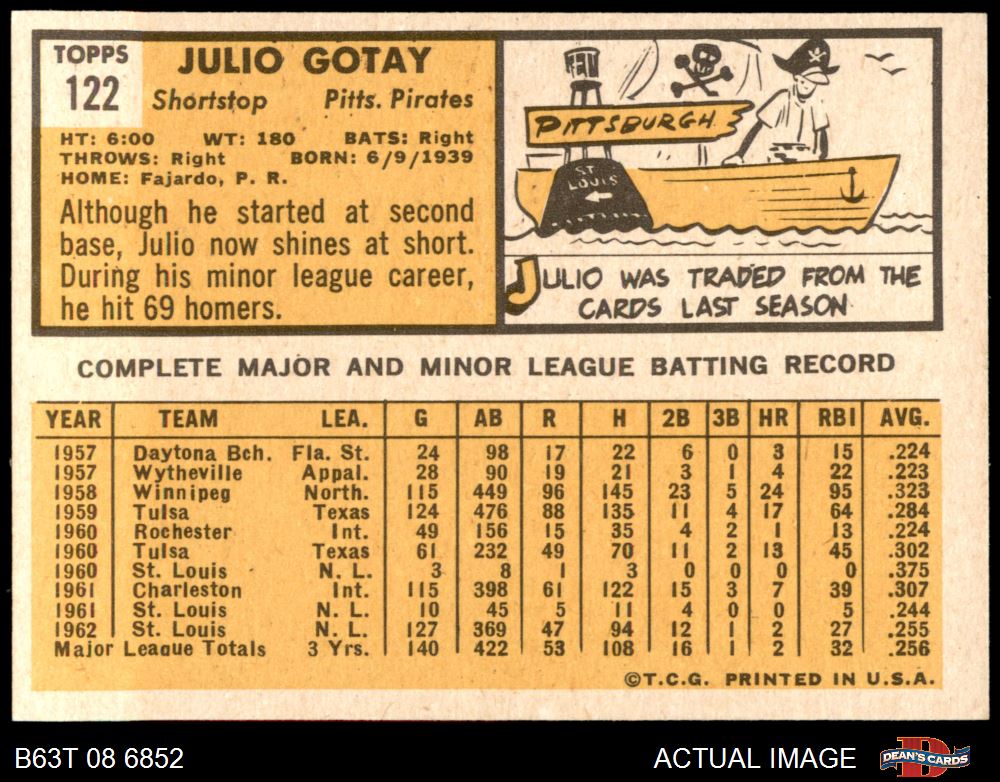 TOPPS
122
JULIO GOTAY
Shortstop Pitts. Pirates
HT: 6:00 WT: 180 BATS: Right
THROWS: Right BORN: 6/9/1939
HOME: Fajardo, P. R.
Although he started at second
base, Julio now shines at short.
During his minor league career,
he hit 69 homers.
PITTSBURGH
ST
LOUIS
JULIO WAS TRADED FROM THE
CARDS LAST SEASON
COMPLETE MAJOR AND MINOR LEAGUE BATTING RECORD
YEAR TEAM LEA. G AB R H 2B 3B HR RBI AVG.
1957 Daytona Bch. Fla. St. 24 98 17 22 6 0 3 15 .224
1957 Wytheville Appal. 28 90 19 21 3 1 4 22 .223
1958 Winnipeg North. 115 449 96 145 23 5 24 95 .323
1959 Tulsa Texas 124 476 88 135 11 4 17 64 .284
1960 Rochester Int. 49 156 15 35 4 2 1 13 .224
1960 Tulsa Texas 61 232 49 70 11 2 13 45 .302
1960 St. Louis N. L. 3 8 1 3 0 0 0 0 .375
1961 Charleston Int. 115 398 61 122 15 3 7 39 .307
1961 St. Louis N. L. 10 45 5 11 4 0 0 5 .244
1962 St. Louis N. L. 127 369 47 94 12 1 2 27 .255
Major League Totals 3 Yrs. 140 422 53 108 16 1 2 32 .256
©T.C.G. PRINTED IN U.S.A.
B63T 08 6852 ACTUAL IMAGE DEAN'S CARDS